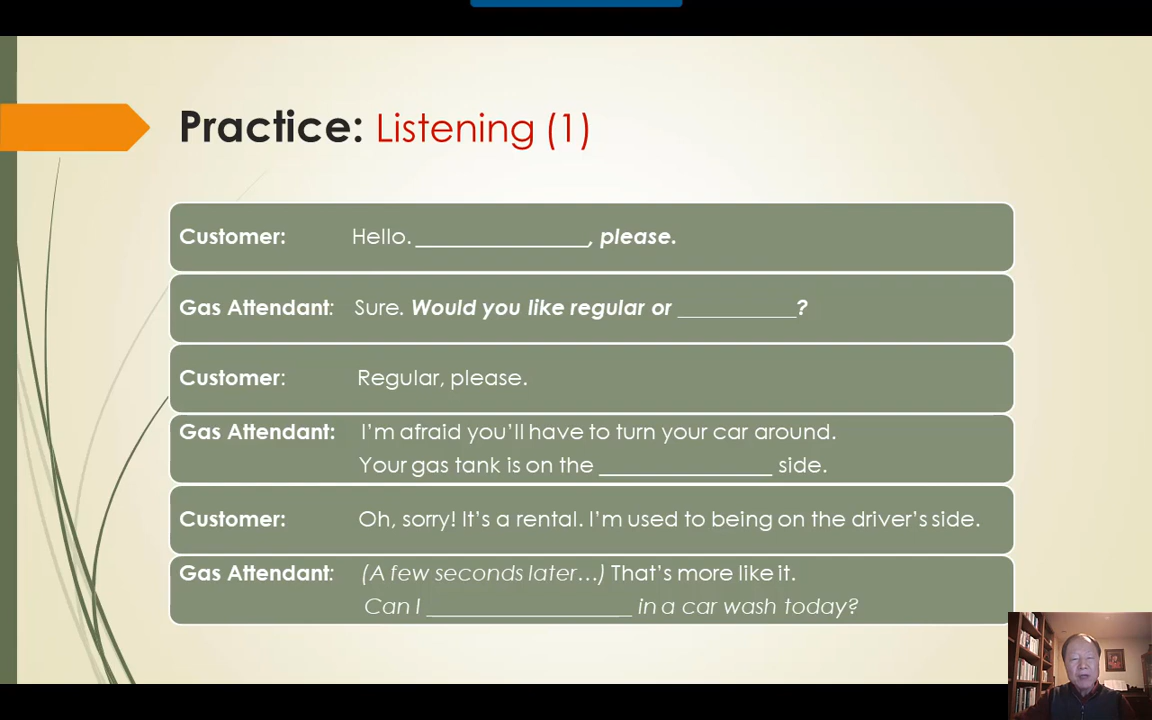 Practice: Listening (1)
Customer: Hello. _______________, please.
Gas Attendant: Sure. Would you like regular or ___________?
Customer: Regular, please.
Gas Attendant: I’m afraid you’ll have to turn your car around.
Your gas tank is on the ________________ side.
Customer: Oh, sorry! It’s a rental. I’m used to being on the driver’s side.
Gas Attendant: (A few seconds later…) That’s more like it.
Can I ___________________ in a car wash today?